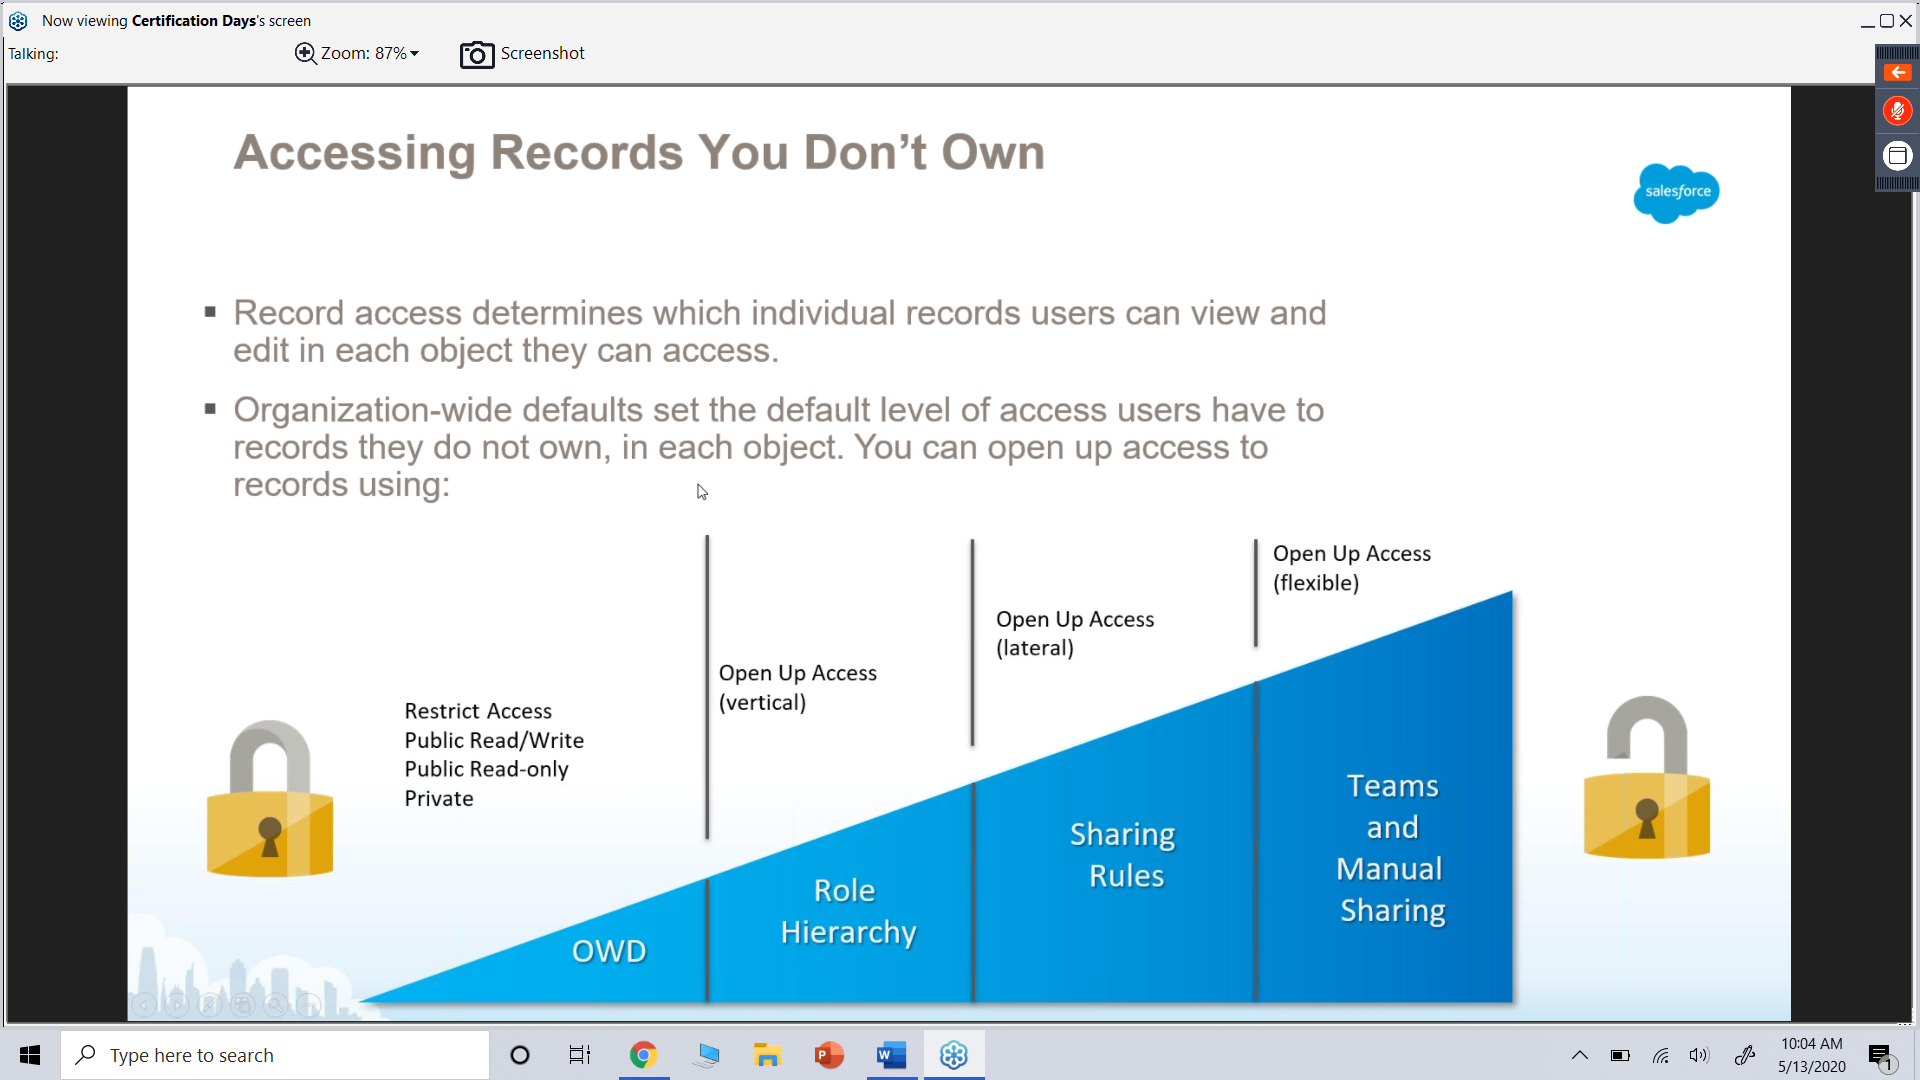 Now viewing Certification Days's screen
Talking:
Zoom: 87%
Screenshot
Accessing Records You Don’t Own
salesforce
Record access determines which individual records users can view and
edit in each object they can access.
Organization-wide defaults set the default level of access users have to
records they do not own, in each object. You can open up access to
records using:
Restrict Access
Public Read/Write
Public Read-only
Private
Open Up Access
(vertical)
Open Up Access
(lateral)
Open Up Access
(flexible)
OWD
Role
Hierarchy
Sharing
Rules
Teams
and
Manual
Sharing
Type here to search
P
W
10:04 AM
5/13/2020
1